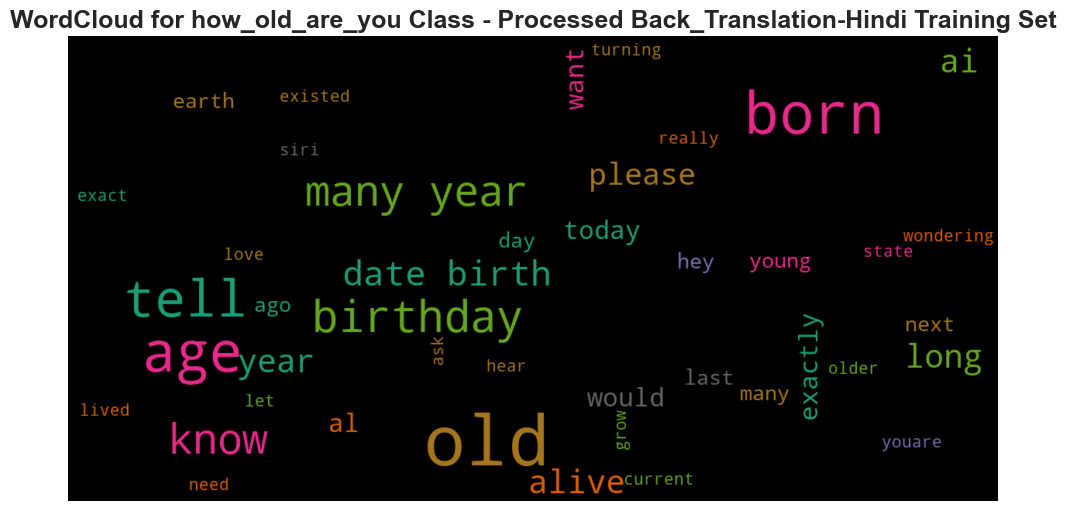 WordCloud for how_old_are_you Class - Processed Back_Translation-Hindi Training Set
turning
want
ai
earth
existed
born
really
siri
please
many year
exact
today
day
wondering
love
state
hey
young
date birth
tell
ago
birthday
next
exactly
ask
age
year
long
hear
older
last
many
would
let
lived
al
grow
know
old
youare
need
alive
current